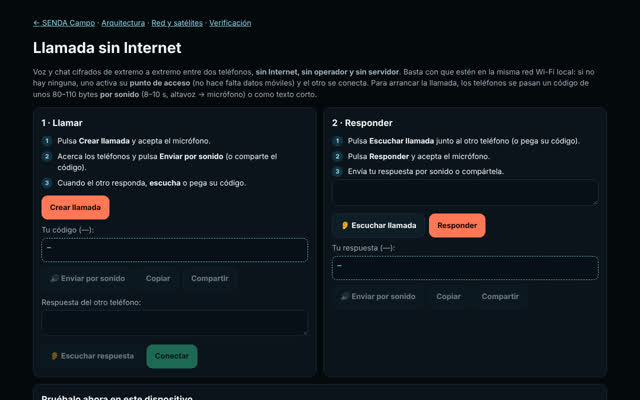 ← SENDA Campo · Arquitectura · Red y satélites · Verificación
Llamada sin Internet
Voz y chat cifrados de extremo a extremo entre dos teléfonos, sin Internet, sin operador y sin servidor. Basta con que estén en la misma red Wi-Fi local: si no
hay ninguna, uno activa su punto de acceso (no hace falta datos móviles) y el otro se conecta. Para arrancar la llamada, los teléfonos se pasan un código de
unos 80–110 bytes por sonido (8–10 s, altavoz → micrófono) o como texto corto.
1 · Llamar
1 Pulsa Crear llamada y acepta el micrófono.
2 Acerca los teléfonos y pulsa Enviar por sonido (o comparte el
código).
3 Cuando el otro responda, escucha o pega su código.
Crear llamada
Tu código (—):
—
🔊 Enviar por sonido Copiar Compartir
Respuesta del otro teléfono:
👂 Escuchar respuesta Conectar
2 · Responder
1 Pulsa Escuchar llamada junto al otro teléfono (o pega su código).
2 Pulsa Responder y acepta el micrófono.
3 Envía tu respuesta por sonido o compártela.
👂 Escuchar llamada Responder
Tu respuesta (—):
—
🔊 Enviar por sonido Copiar Compartir
Pruébalo ahora en este dispositivo